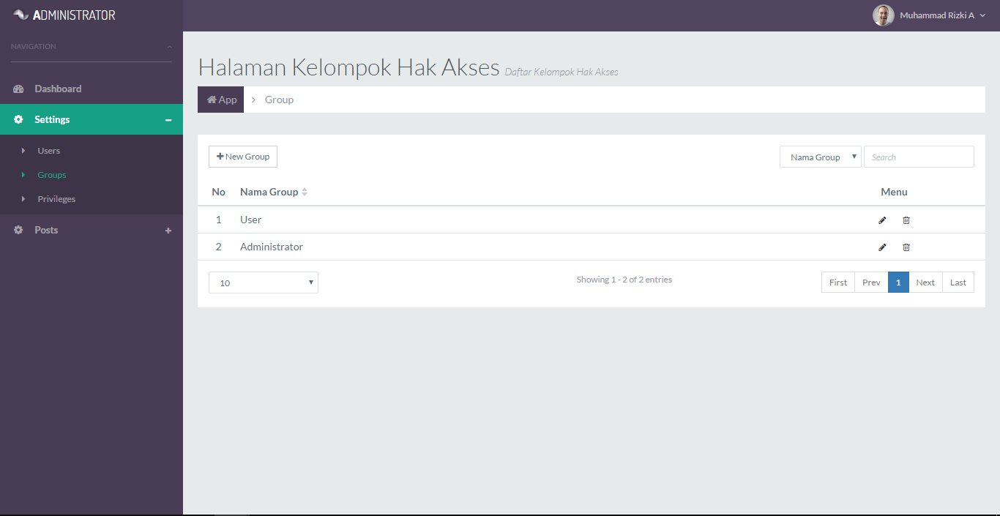 ADMINISTRATOR
Muhammad Rizki A
NAVIGATION
Dashboard
Settings
Users
Groups
Privileges
Posts
Halaman Kelompok Hak Akses Daftar Kelompok Hak Akses
App > Group
New Group
Nama Group
Search
No Nama Group Menu
1 User
2 Administrator
10
Showing 1 - 2 of 2 entries
First Prev 1 Next Last